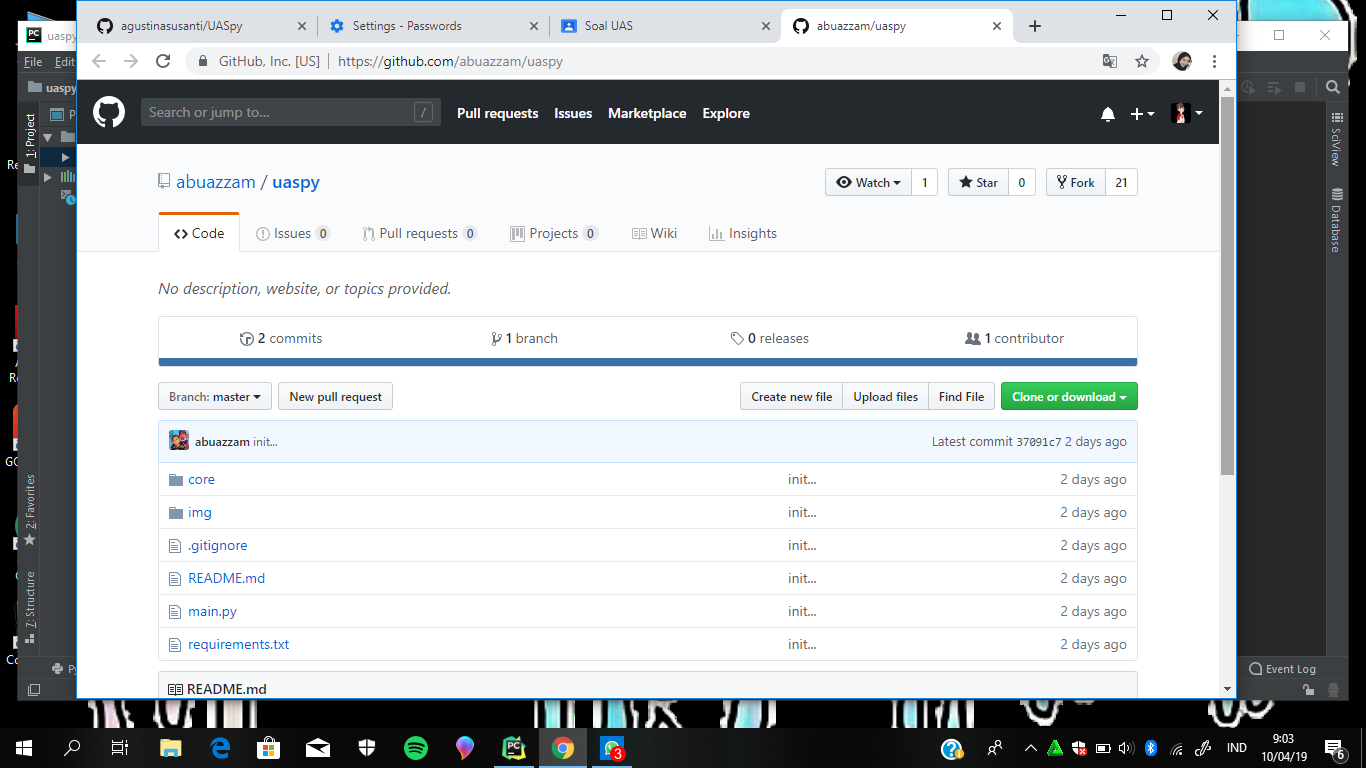 agustinasusanti/UASpy
Settings - Passwords
Soal UAS
abuazzam/uaspy
GitHub, Inc. [US] | https://github.com/abuazzam/uaspy
uaspy
File Edit
uaspy
1: Project
2: Favorites
7: Structure
SciView
Database
Search or jump to... /
Pull requests Issues Marketplace Explore
abuazzam / uaspy
Watch 1 Star 0 Fork 21
Code Issues 0 Pull requests 0 Projects 0 Wiki Insights
No description, website, or topics provided.
2 commits 1 branch 0 releases 1 contributor
Branch: master New pull request Create new file Upload files Find File Clone or download
abuazzam init... Latest commit 37091c7 2 days ago
core init... 2 days ago
img init... 2 days ago
.gitignore init... 2 days ago
README.md init... 2 days ago
main.py init... 2 days ago
requirements.txt init... 2 days ago
README.md
Event Log
IND
9:03
10/04/19
3
6